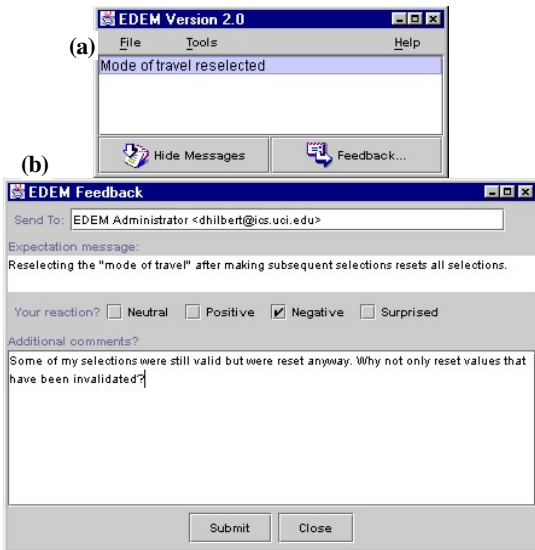 EDEM Version 2.0
(a)
File Tools Help
Mode of travel reselected
Hide Messages Feedback...
(b)
EDEM Feedback
Send To: EDEM Administrator <dhilbert@ics.uci.edu>
Expectation message:
Reselecting the "mode of travel" after making subsequent selections resets all selections.
Your reaction? Neutral Positive Negative Surprised
Additional comments?
Some of my selections were still valid but were reset anyway. Why not only reset values that
have been invalidated?
Submit Close